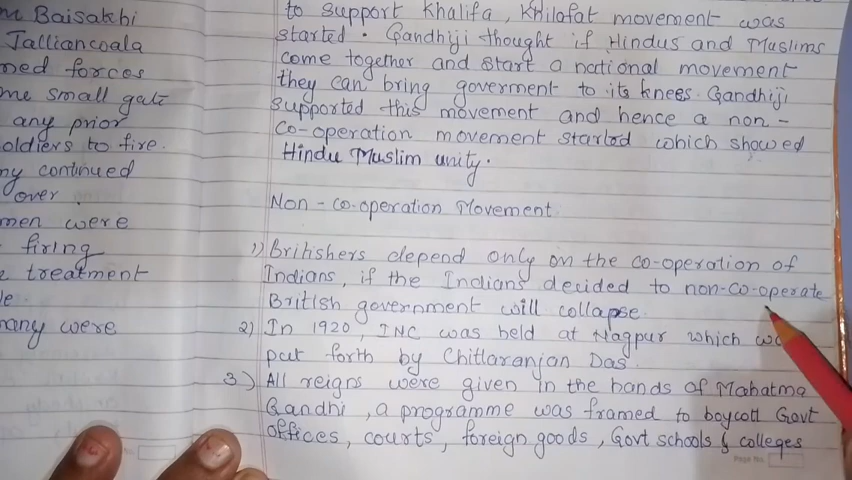 m Baisakhi
Jalliancoala
med forces
me small gate
any prior
oldiers to fire.
ny continued
over.
men were
firing
e treatment
le.
many were
to support Khalifa, Khilafat movement was
started. Gandhiji thought if Hindus and Muslims
come together and start a national movement
they can bring goverment to its knees. Gandhiji
supported this movement and hence a non-
co-operation movement started which showed
Hindu Muslim unity.
Non-co-operation Movement
1) Britishers depend only on the co-operation of
Indians, if the Indians decided to non-co-operate
British government will collapse.
2) In 1920, INC was held at Nagpur which wa
put forth by Chittaranjan Das.
3) All reigns were given in the hands of Mahatma
Gandhi, a programme was framed to boycott Govt
offices, courts, foreign goods, Govt schools & colleges
Page No.